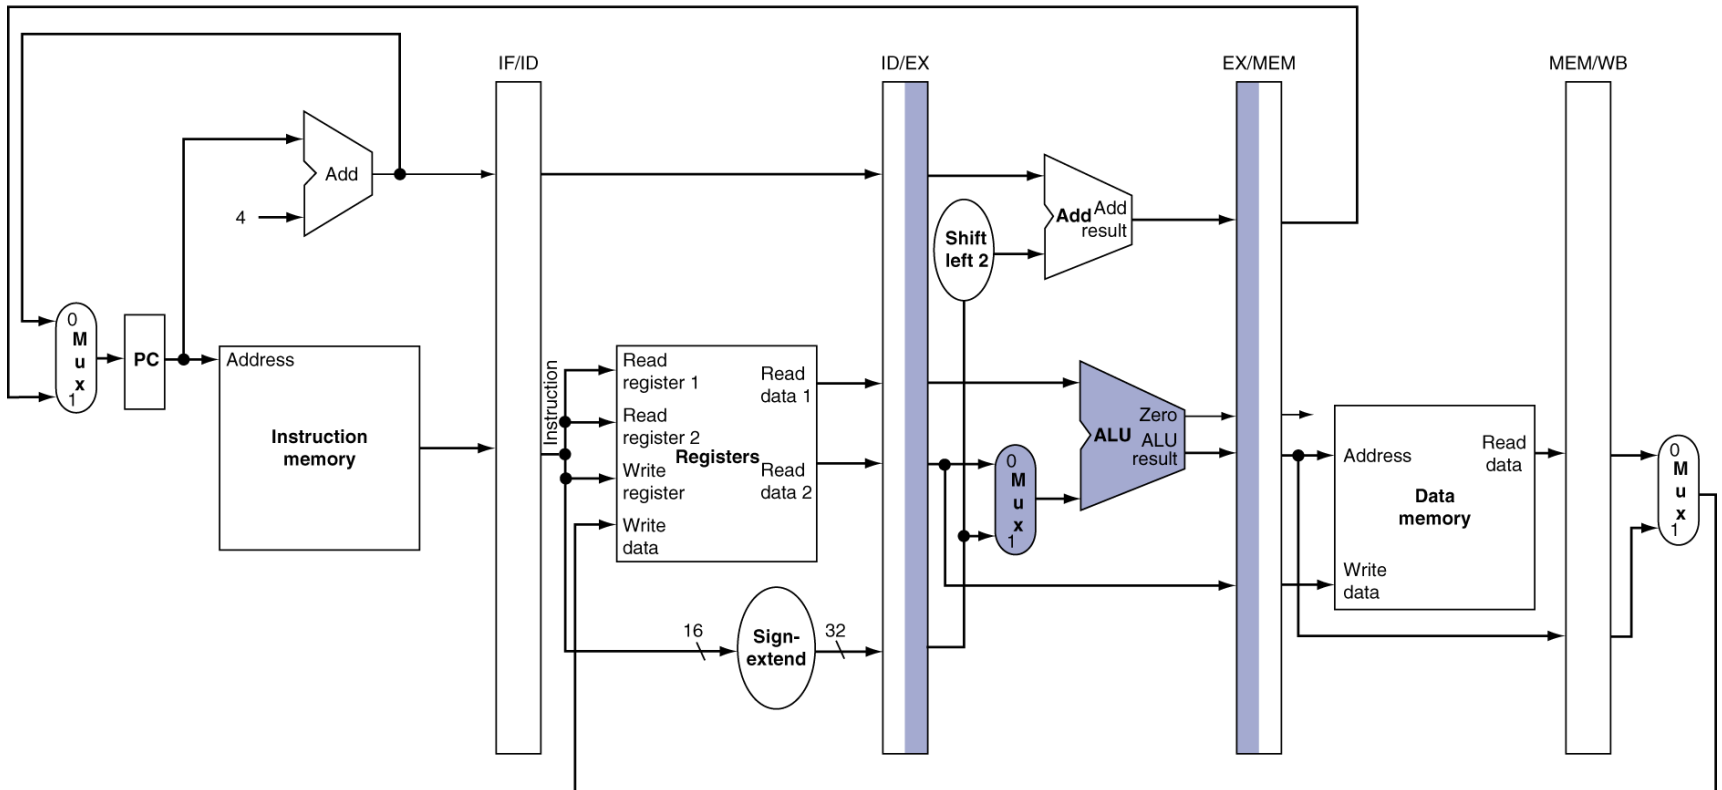 IF/ID
ID/EX
EX/MEM
MEM/WB
Add
4
Add Add
result
Shift
left 2
0
M
u
x
1
PC
Address
Instruction
memory
Instruction
Read
register 1
Read
register 2
Write
register
Write
data
Registers
Read
data 1
Read
data 2
16
Sign-
extend
32
0
M
u
x
1
Zero
ALU
ALU
result
Address
Read
data
Data
memory
Write
data
0
M
u
x
1